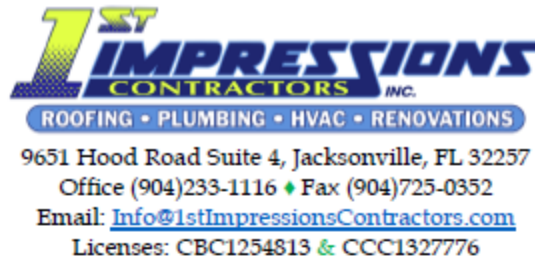 1ST
IMPRESSIONS
CONTRACTORS INC.
ROOFING • PLUMBING • HVAC • RENOVATIONS
9651 Hood Road Suite 4, Jacksonville, FL 32257
Office (904)233-1116 ♦ Fax (904)725-0352
Email: Info@1stImpressionsContractors.com
Licenses: CBC1254813 & CCC1327776